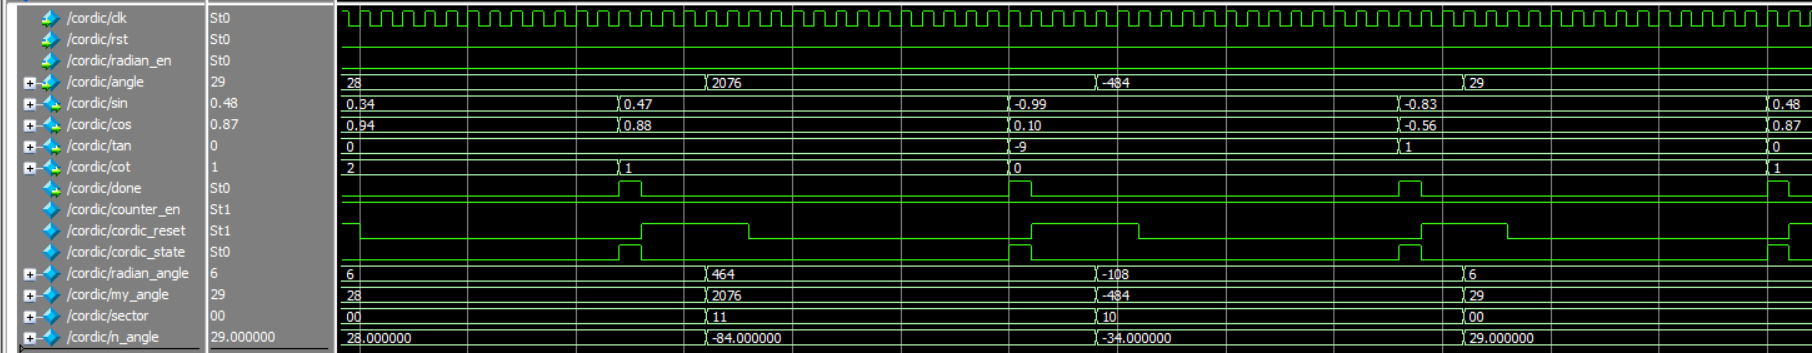 /cordic/clk St0
/cordic/rst St0
/cordic/radian_en St0
/cordic/angle 29 28 2076 -484 29
/cordic/sin 0.48 0.34 0.47 -0.99 -0.83 0.48
/cordic/cos 0.87 0.94 0.88 0.10 -0.56 0.87
/cordic/tan 0 0 -9 1 0
/cordic/cot 1 2 1 0 1
/cordic/done St0
/cordic/counter_en St1
/cordic/cordic_reset St1
/cordic/cordic_state St0
/cordic/radian_angle 6 6 464 -108 6
/cordic/my_angle 29 28 2076 -484 29
/cordic/sector 00 00 11 10 00
/cordic/n_angle 29.000000 28.000000 -84.000000 -34.000000 29.000000